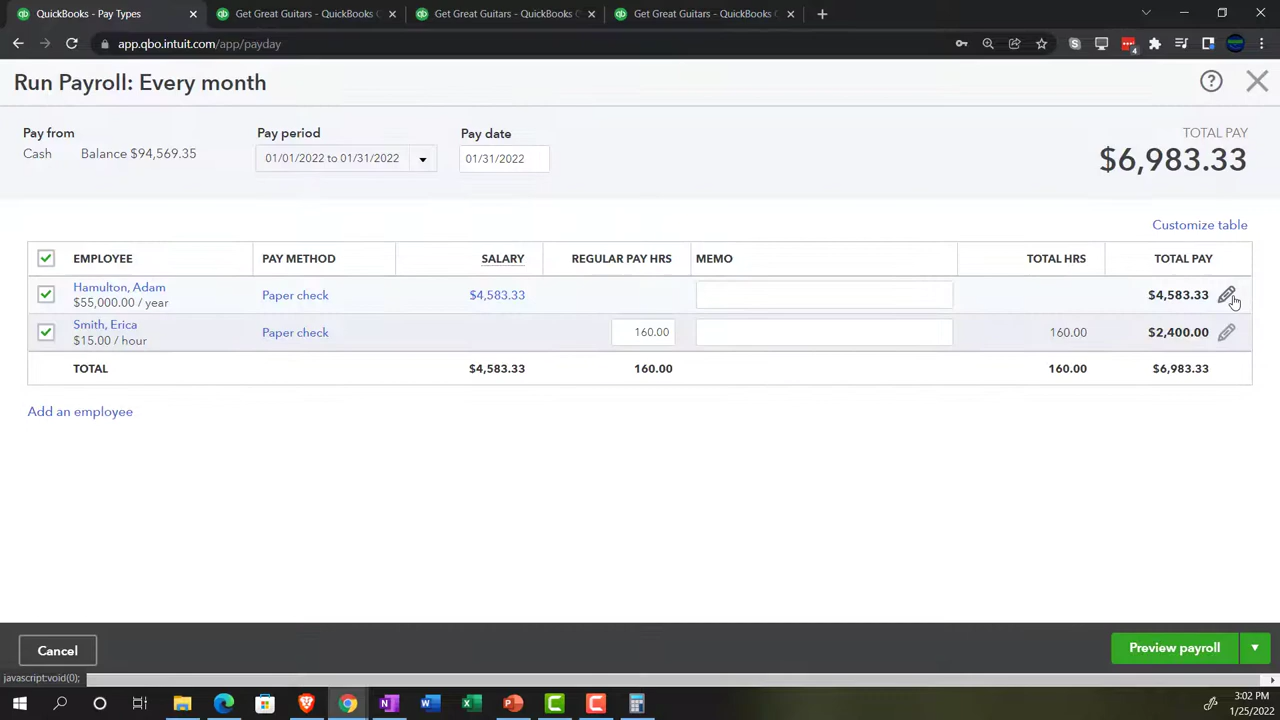 QuickBooks - Pay Types
Get Great Guitars - QuickBooks O
Get Great Guitars - QuickBooks C
Get Great Guitars - QuickBooks C
app.qbo.intuit.com/app/payday
4
Run Payroll: Every month
Pay from
Cash Balance $94,569.35
Pay period
01/01/2022 to 01/31/2022
Pay date
01/31/2022
TOTAL PAY
$6,983.33
Customize table
EMPLOYEE PAY METHOD SALARY REGULAR PAY HRS MEMO TOTAL HRS TOTAL PAY
Hamulton, Adam Paper check $4,583.33 $4,583.33
$55,000.00 / year
Smith, Erica Paper check 160.00 160.00 $2,400.00
$15.00 / hour
TOTAL $4,583.33 160.00 160.00 $6,983.33
Add an employee
Cancel
Preview payroll
javascript:void(0);
3:02 PM
1/25/2022